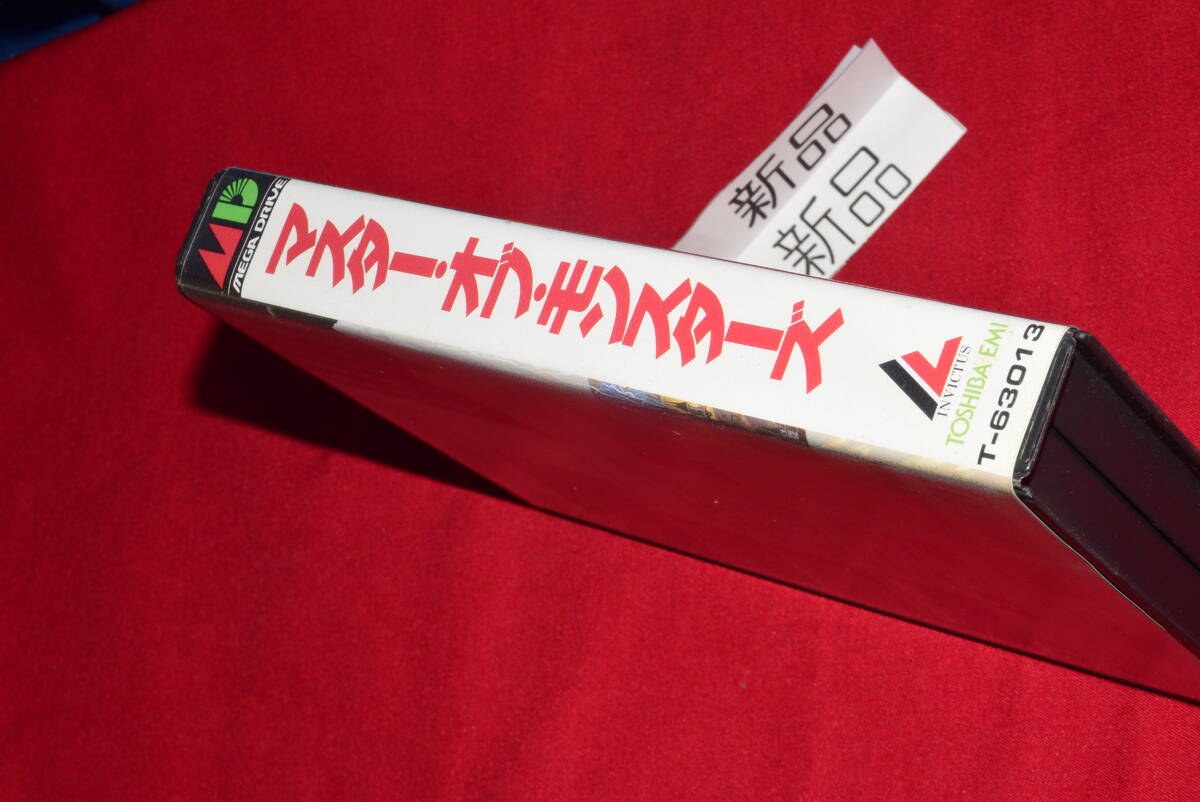 MD
MEGA DRIVE
マスター・オブ・モンスターズ
INVICTUS
TOSHIBA EMI
T-63013
新品
新品